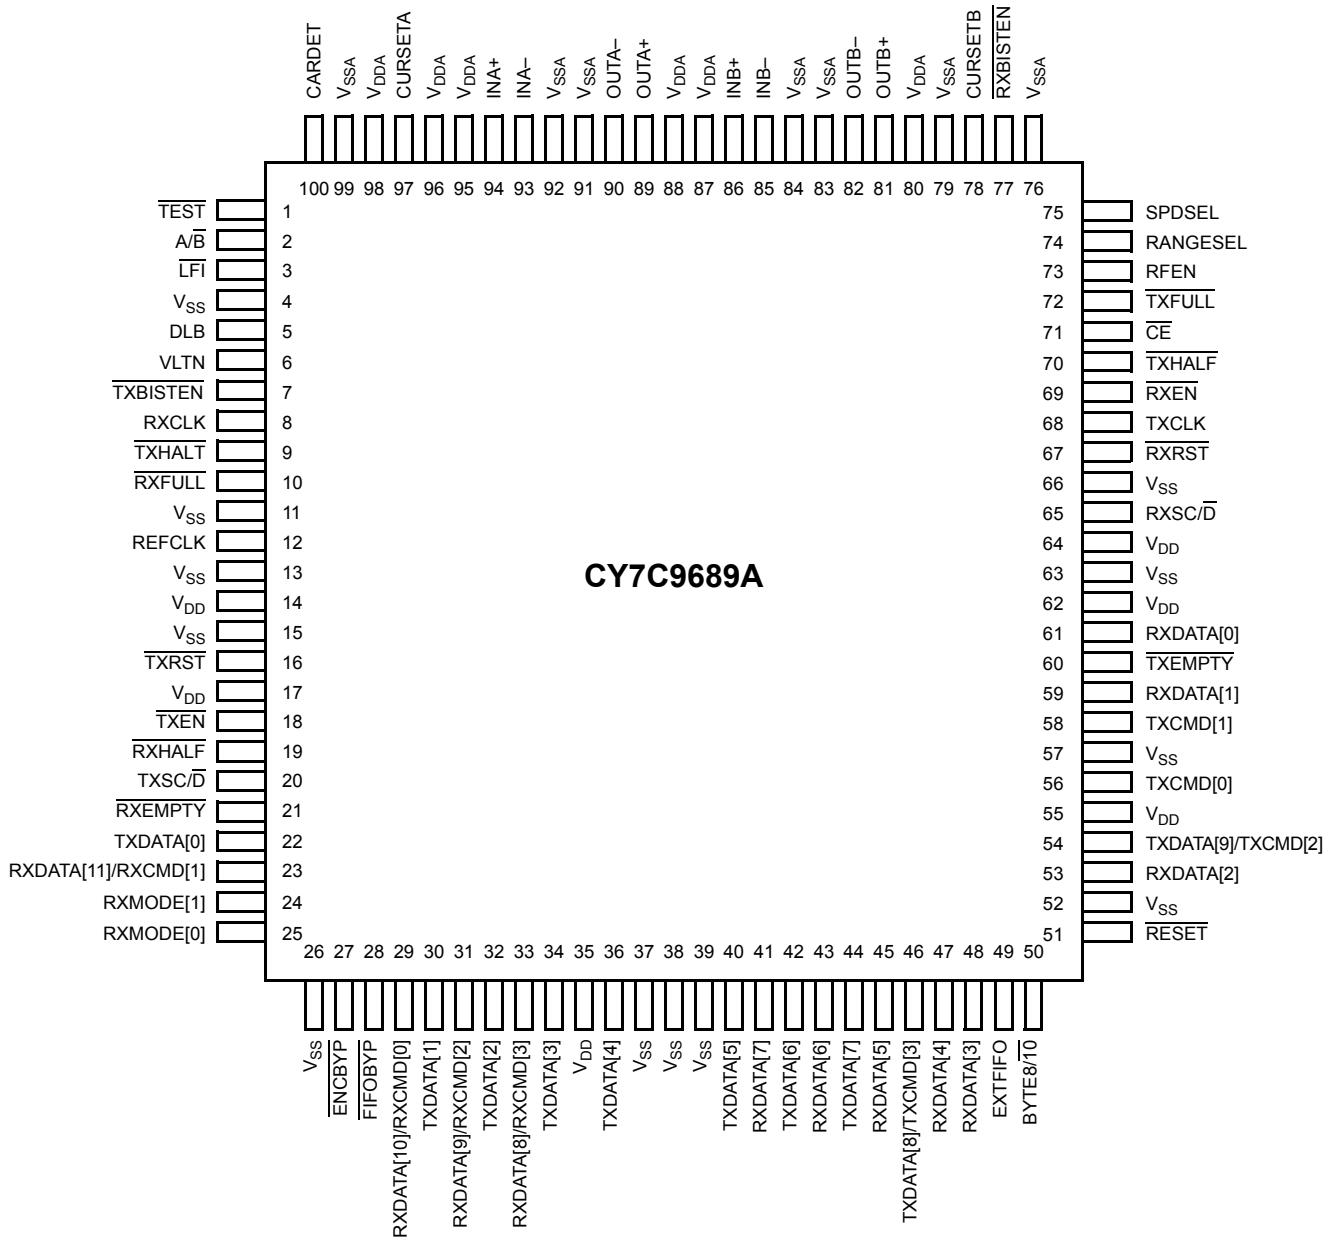 CARDET
VSSA
VDDA
CURSETA
VDDA
VDDA
INA+
INA–
VSSA
VSSA
OUTA–
OUTA+
VDDA
VDDA
INB+
INB–
VSSA
VSSA
OUTB–
OUTB+
VDDA
VSSA
CURSETB
RXBISTEN
VSSA
100 99 98 97 96 95 94 93 92 91 90 89 88 87 86 85 84 83 82 81 80 79 78 77 76
TEST 1
A/B 2
LFI 3
VSS 4
DLB 5
VLTN 6
TXBISTEN 7
RXCLK 8
TXHALT 9
RXFULL 10
VSS 11
REFCLK 12
VSS 13
VDD 14
VSS 15
TXRST 16
VDD 17
TXEN 18
RXHALF 19
TXSC/D 20
RXEMPTY 21
TXDATA[0] 22
RXDATA[11]/RXCMD[1] 23
RXMODE[1] 24
RXMODE[0] 25
CY7C9689A
75 SPDSEL
74 RANGESEL
73 RFEN
72 TXFULL
71 CE
70 TXHALF
69 RXEN
68 TXCLK
67 RXRST
66 VSS
65 RXSC/D
64 VDD
63 VSS
62 VDD
61 RXDATA[0]
60 TXEMPTY
59 RXDATA[1]
58 TXCMD[1]
57 VSS
56 TXCMD[0]
55 VDD
54 TXDATA[9]/TXCMD[2]
53 RXDATA[2]
52 VSS
51 RESET
26 27 28 29 30 31 32 33 34 35 36 37 38 39 40 41 42 43 44 45 46 47 48 49 50
VSS
ENCBYP
FIFOBYP
RXDATA[10]/RXCMD[0]
TXDATA[1]
RXDATA[9]/RXCMD[2]
TXDATA[2]
RXDATA[8]/RXCMD[3]
TXDATA[3]
VDD
TXDATA[4]
VSS
VSS
VSS
TXDATA[5]
RXDATA[7]
TXDATA[6]
RXDATA[6]
TXDATA[7]
RXDATA[5]
TXDATA[8]/TXCMD[3]
RXDATA[4]
RXDATA[3]
EXTFIFO
BYTE8/10